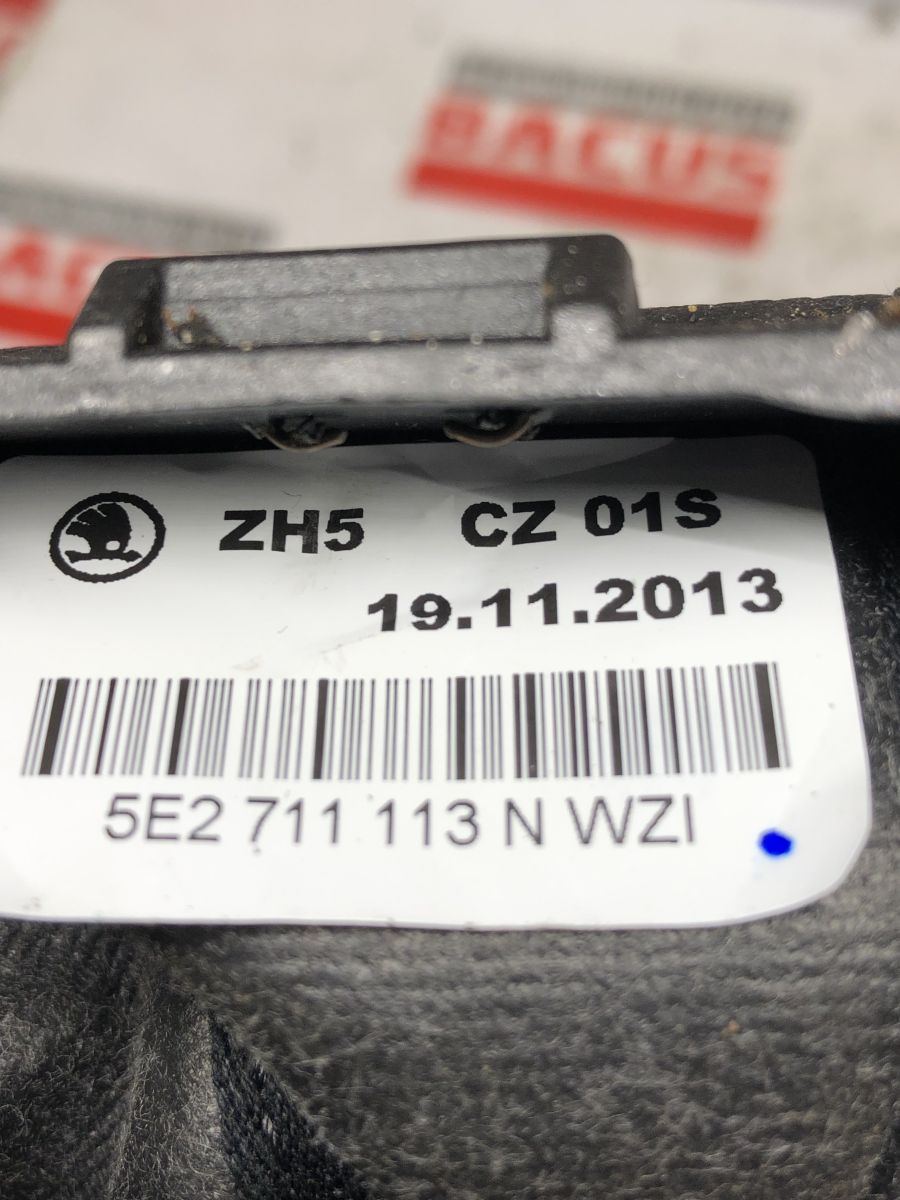 BACUS
ZH5 CZ 01S
19.11.2013
5E2 711 113 N WZI